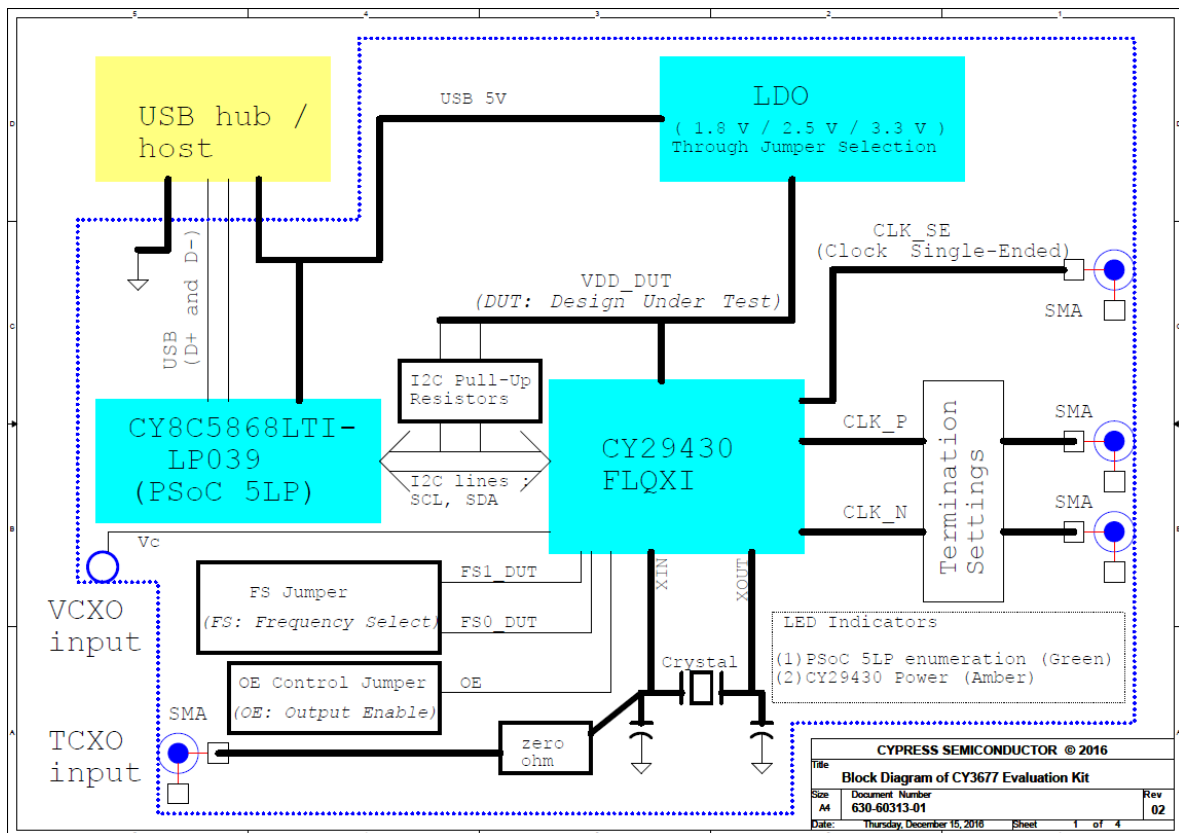 5
4
3
2
1
USB hub /
host
USB 5V
LDO
( 1.8 V / 2.5 V / 3.3 V )
Through Jumper Selection
D
D
CLK_SE
(Clock Single-Ended)
SMA
VDD_DUT
(DUT: Design Under Test)
USB
(D+ and D-)
C
C
I2C Pull-Up
Resistors
CY8C5868LTI-
LP039
(PSoC 5LP)
I2C lines :
SCL, SDA
CY29430
FLQXI
CLK_P
CLK_N
Termination
Settings
SMA
SMA
B
B
Vc
VCXO
input
FS Jumper
(FS: Frequency Select)
FS1_DUT
FS0_DUT
XIN
XOUT
LED Indicators
(1)PSoC 5LP enumeration (Green)
(2)CY29430 Power (Amber)
Crystal
OE Control Jumper
(OE: Output Enable)
OE
SMA
TCXO
input
zero
ohm
A
A
CYPRESS SEMICONDUCTOR © 2016
Title
Block Diagram of CY3677 Evaluation Kit
Size
Document Number
Rev
A4
630-60313-01
02
Date:
Thursday, December 15, 2016
Sheet
1 of 4